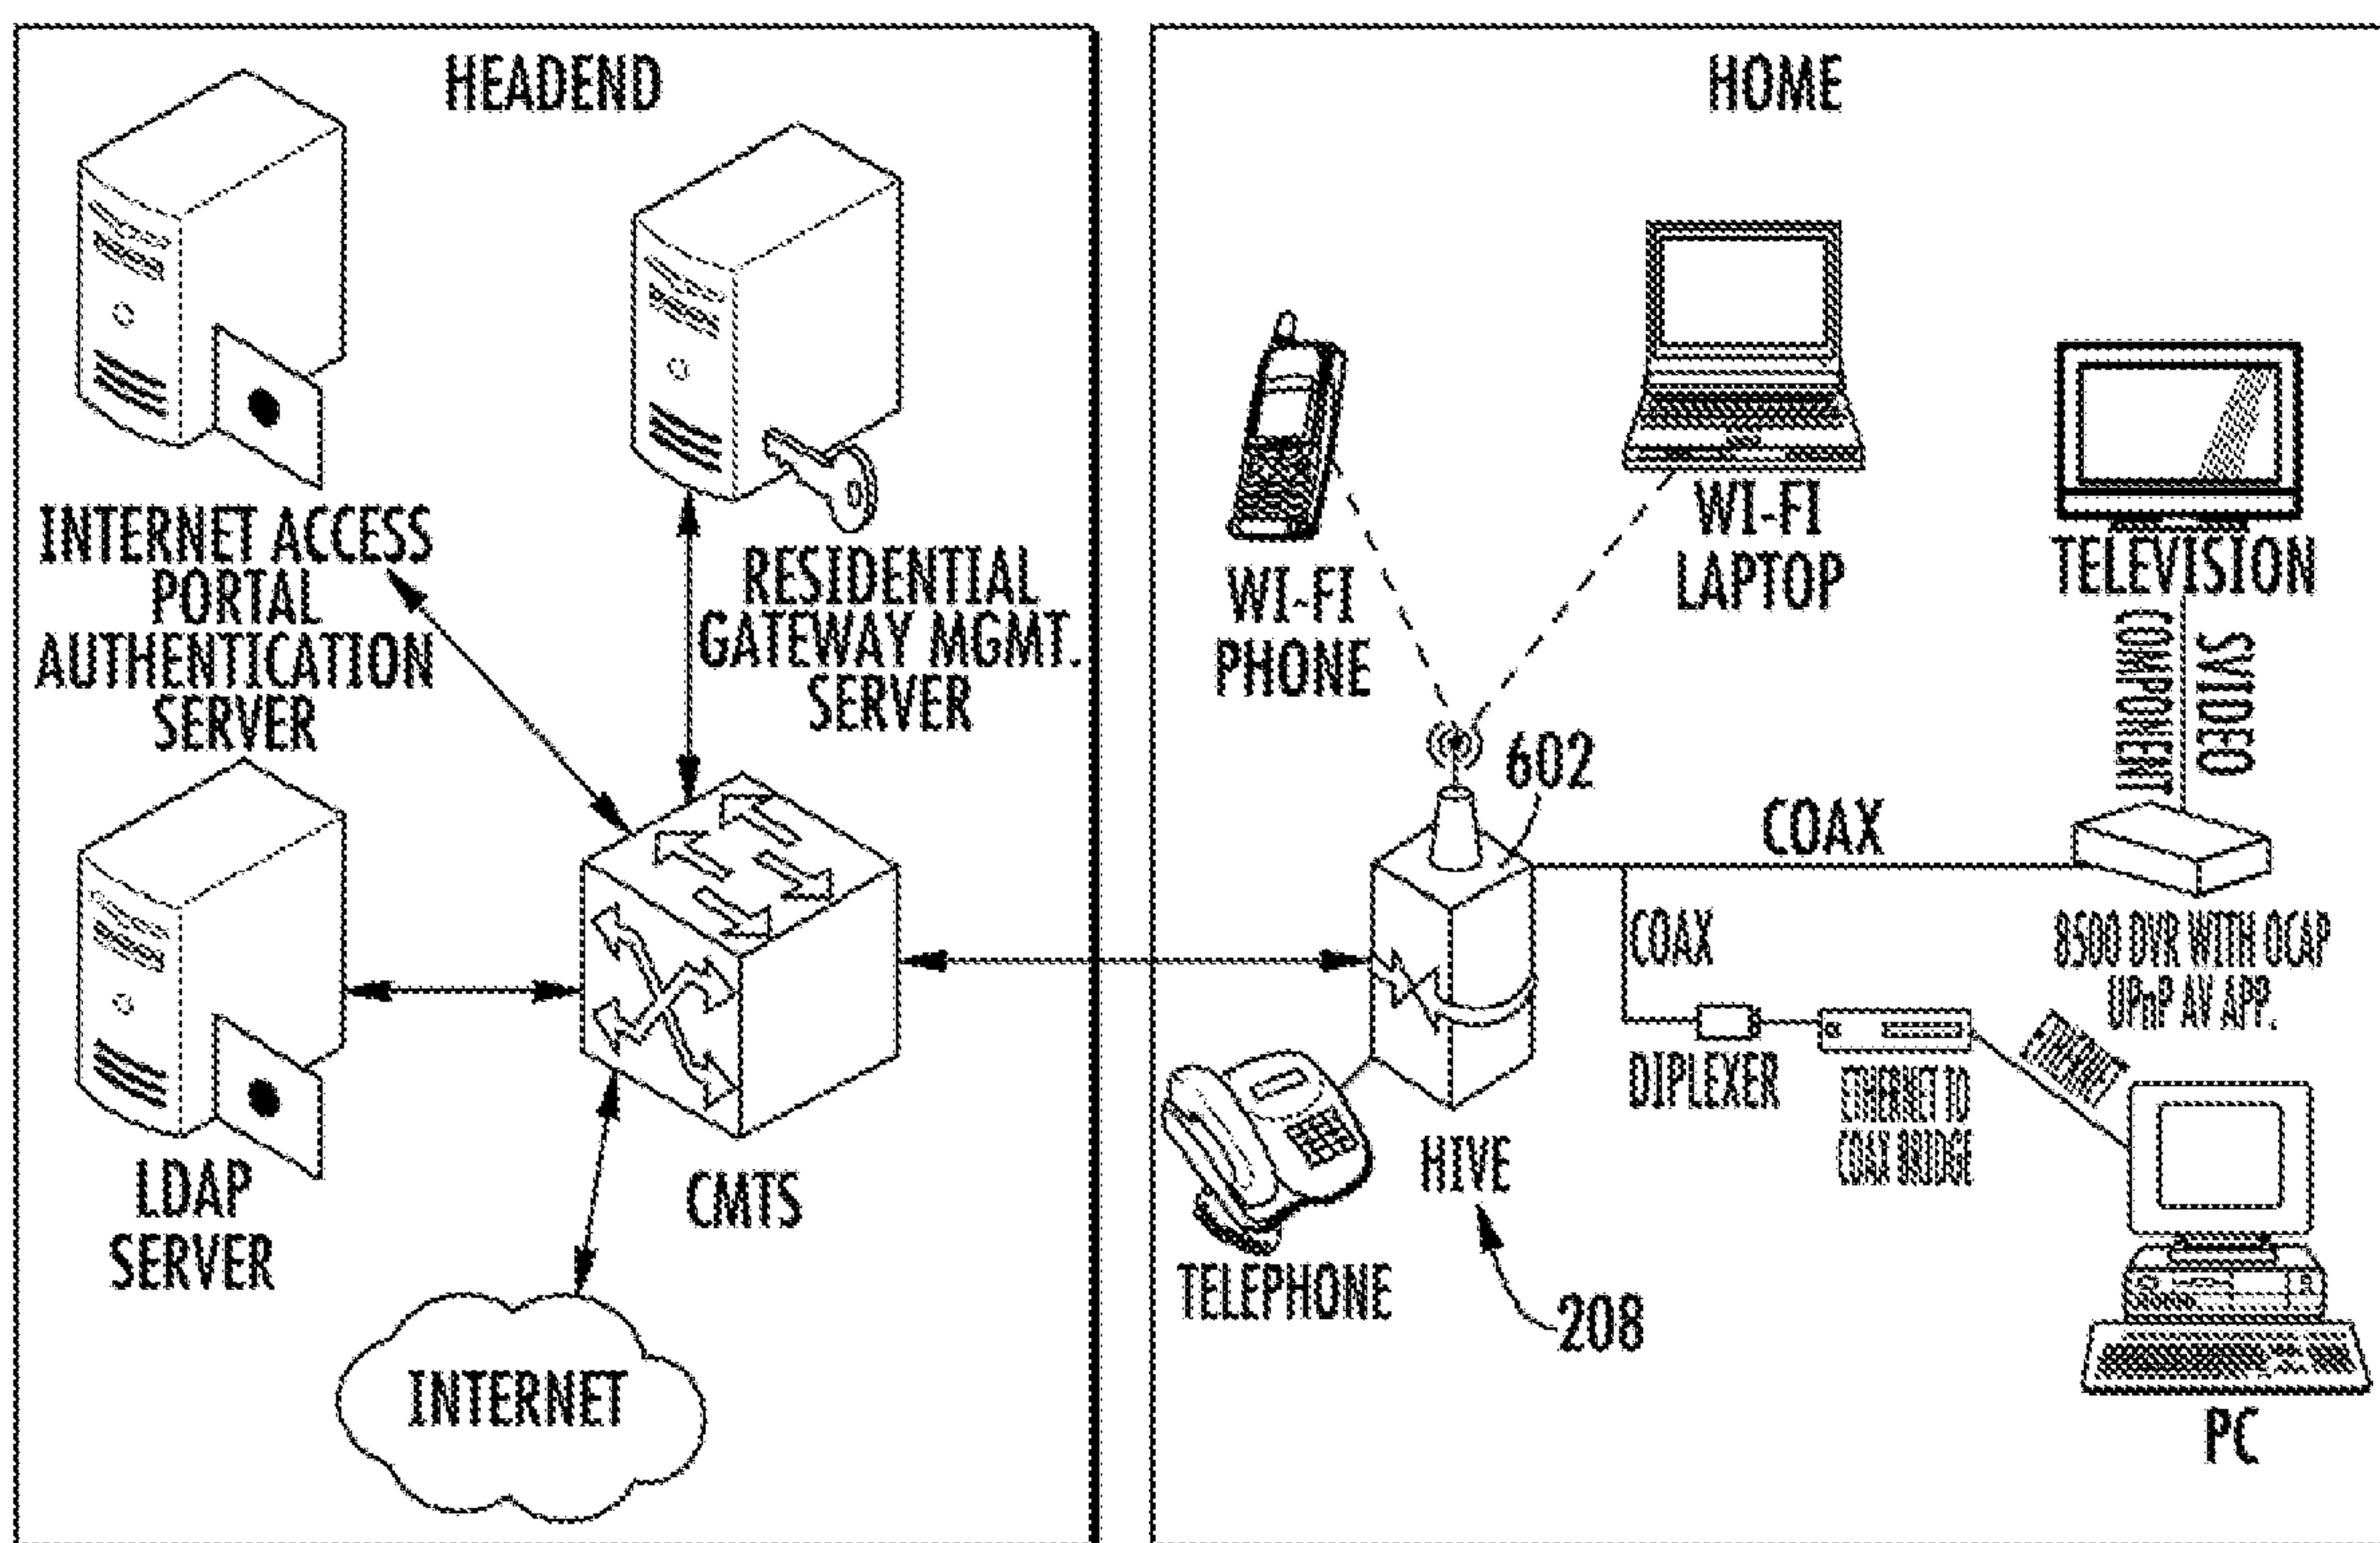 HEADEND
INTERNET ACCESS
PORTAL
AUTHENTICATION
SERVER
RESIDENTIAL
GATEWAY MGMT.
SERVER
LDAP
SERVER
CMTS
INTERNET
HOME
WI-FI
PHONE
WI-FI
LAPTOP
TELEVISION
COMPONENT
SVIDEO
602
COAX
COAX
8500 DVR WITH OCAP
UPnP AV APP.
DIPLEXER
ETHERNET TO
COAX BRIDGE
ETHERNET
HIVE
TELEPHONE
208
PC